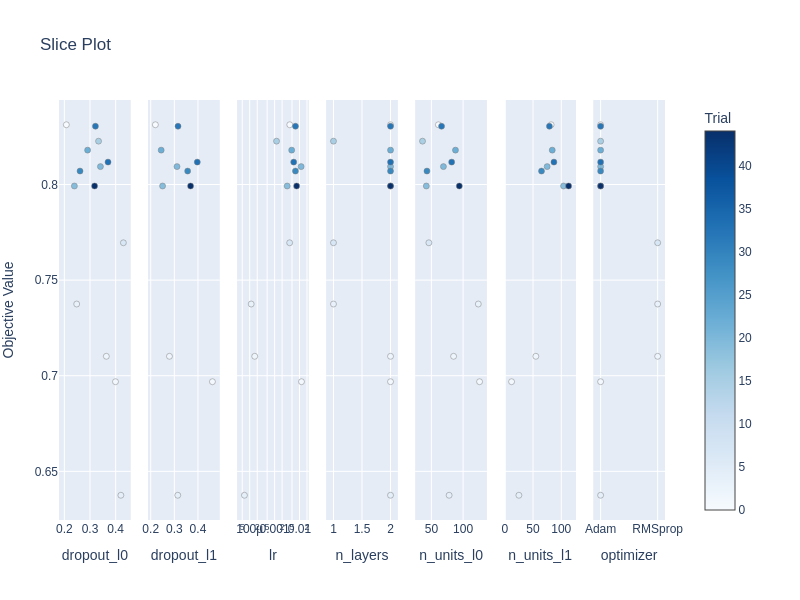 Slice Plot
Trial
Objective Value
0.8
0.75
0.7
0.65
0.2 0.3 0.4
0.2 0.3 0.4
1 1.5 2
50 100
0 50 100
Adam RMSprop
dropout_l0
dropout_l1
lr
n_layers
n_units_l0
n_units_l1
optimizer
40
35
30
25
20
15
10
5
0